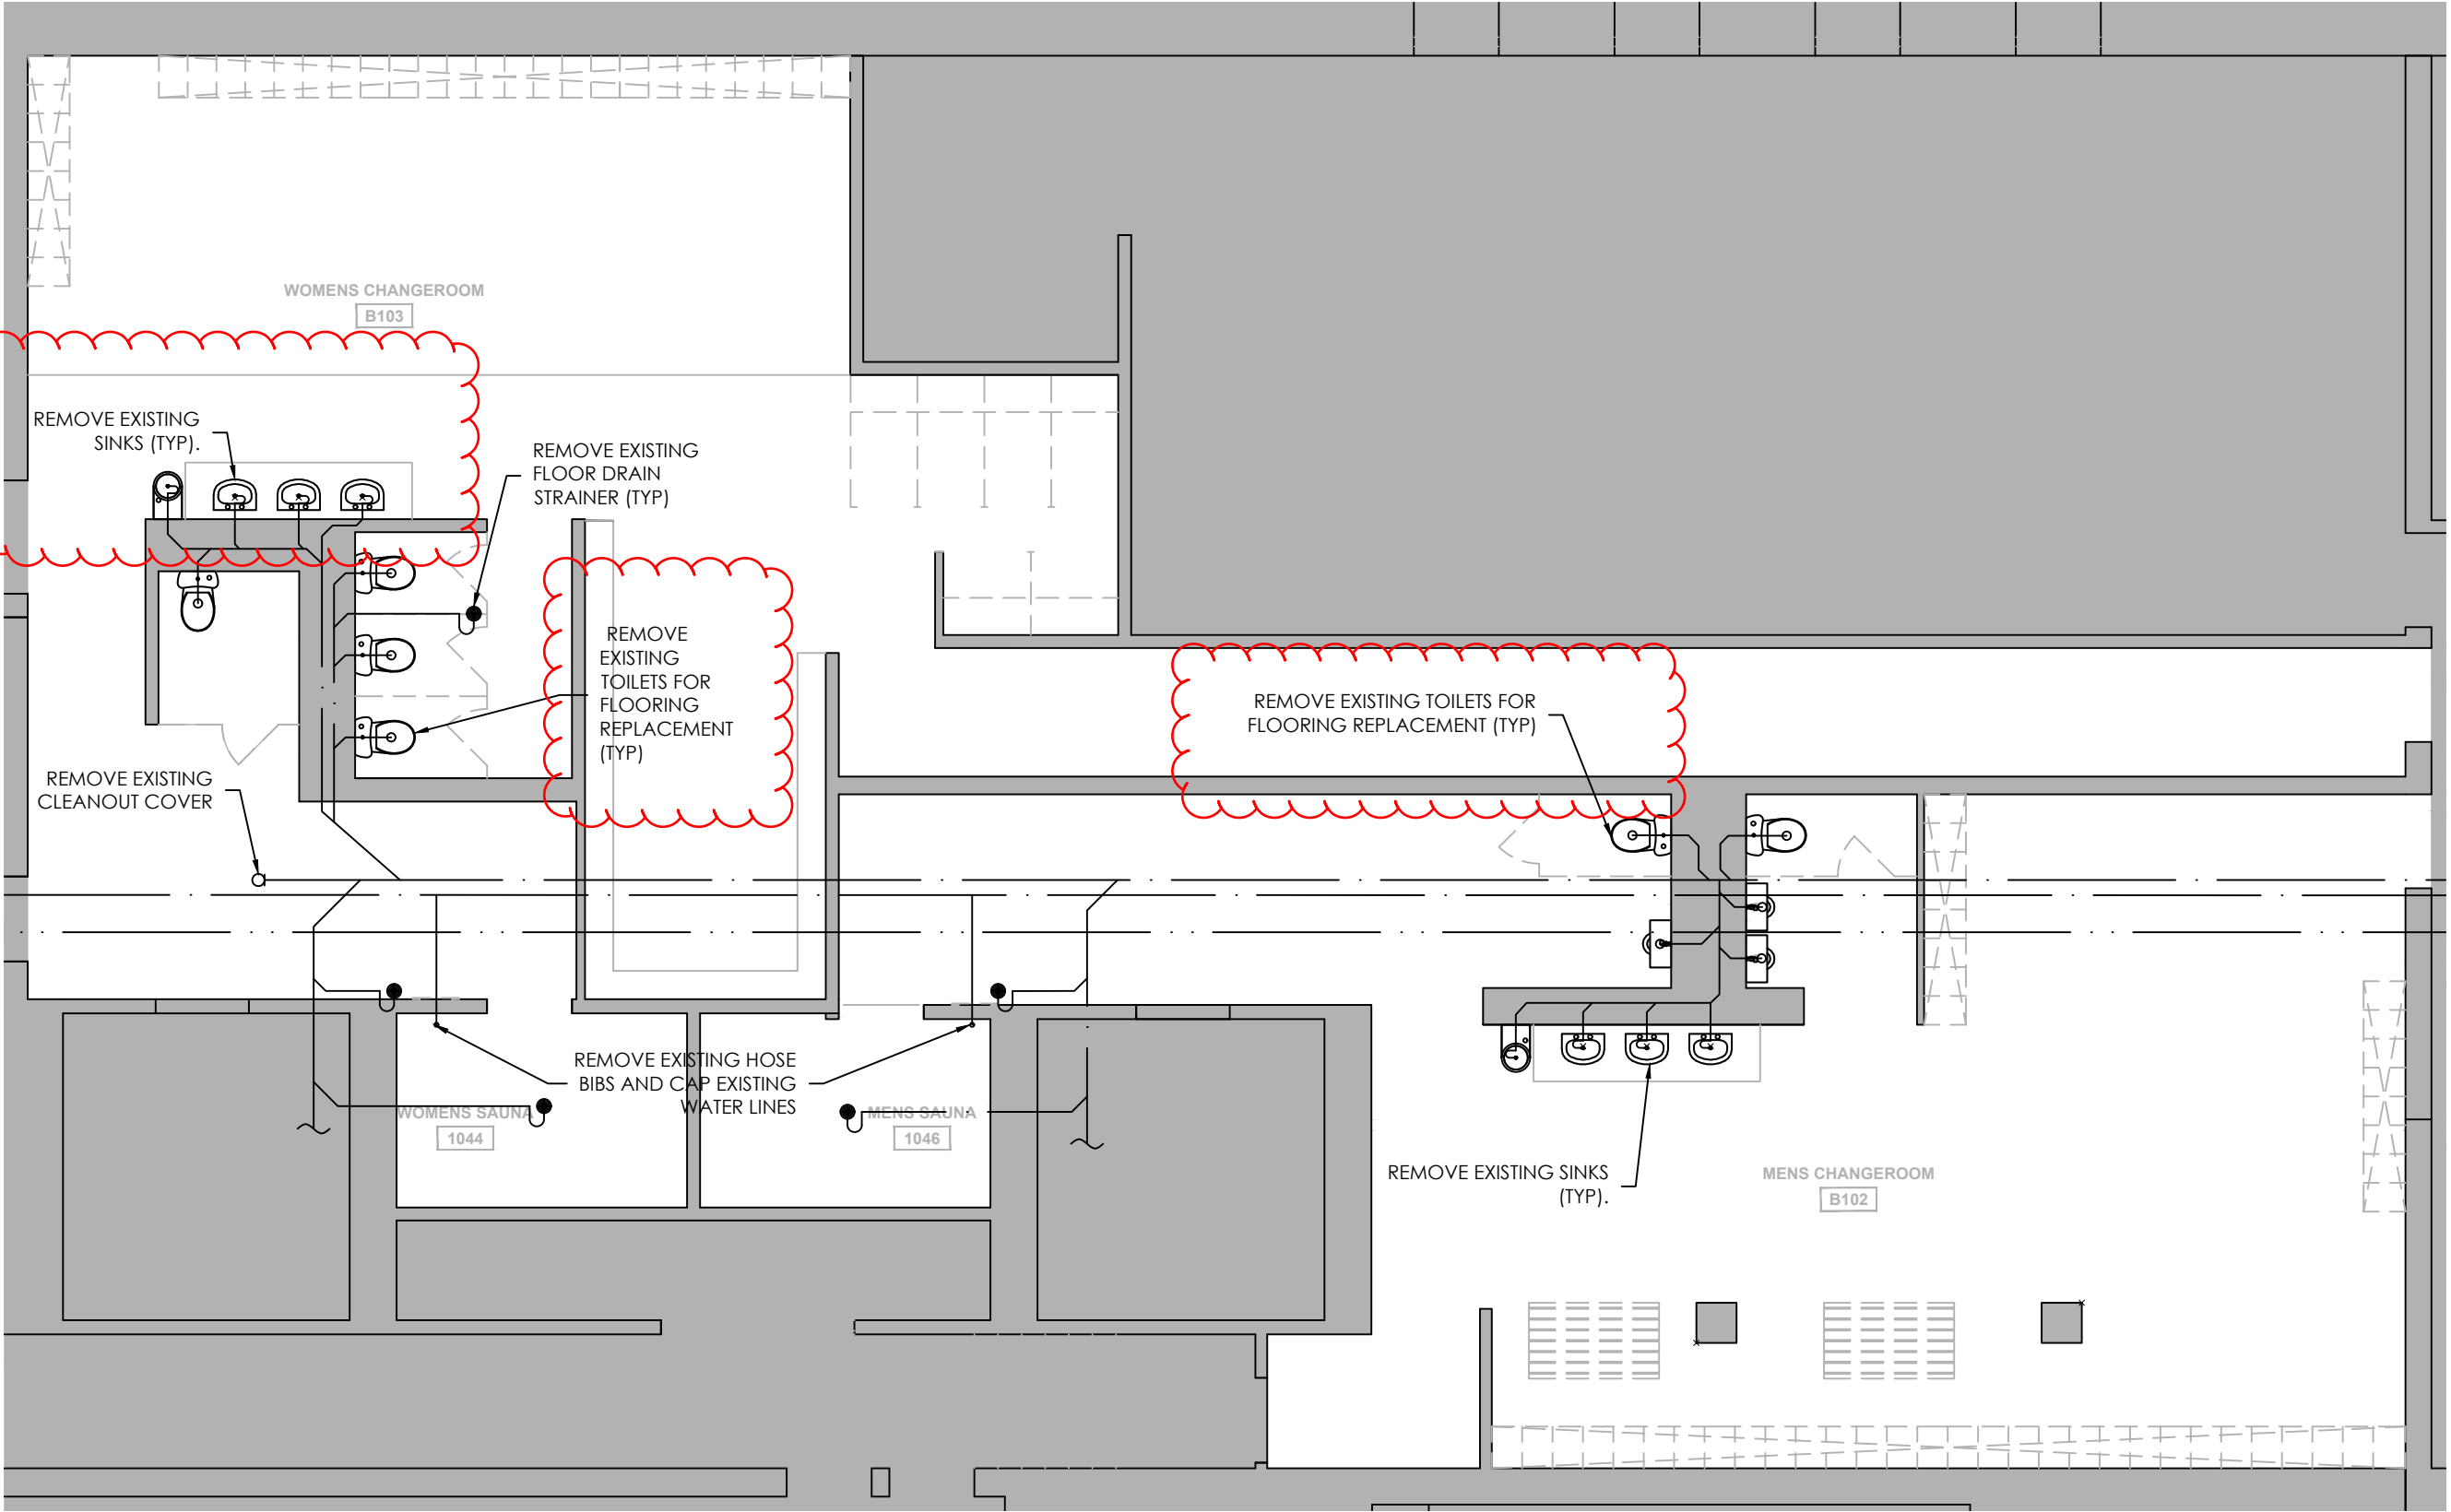 WOMENS CHANGEROOM
B103
REMOVE EXISTING
SINKS (TYP).
REMOVE EXISTING
FLOOR DRAIN
STRAINER (TYP)
REMOVE
EXISTING
TOILETS FOR
FLOORING
REPLACEMENT
(TYP)
REMOVE EXISTING TOILETS FOR
FLOORING REPLACEMENT (TYP)
REMOVE EXISTING
CLEANOUT COVER
REMOVE EXISTING HOSE
BIBS AND CAP EXISTING
WATER LINES
WOMENS SAUNA
1044
MENS SAUNA
1046
REMOVE EXISTING SINKS
(TYP).
MENS CHANGEROOM
B102